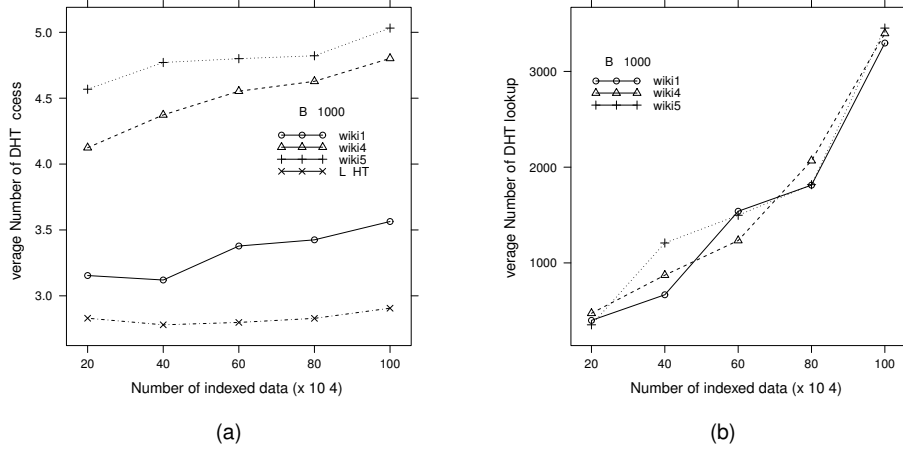 verage Number of DHT ccess
5.0
4.5
4.0
3.5
3.0
B 1000
wiki1
wiki4
wiki5
L HT
20 40 60 80 100
Number of indexed data (x 10 4)
(a)
verage Number of DHT lookup
3000
2000
1000
B 1000
wiki1
wiki4
wiki5
20 40 60 80 100
Number of indexed data (x 10 4)
(b)